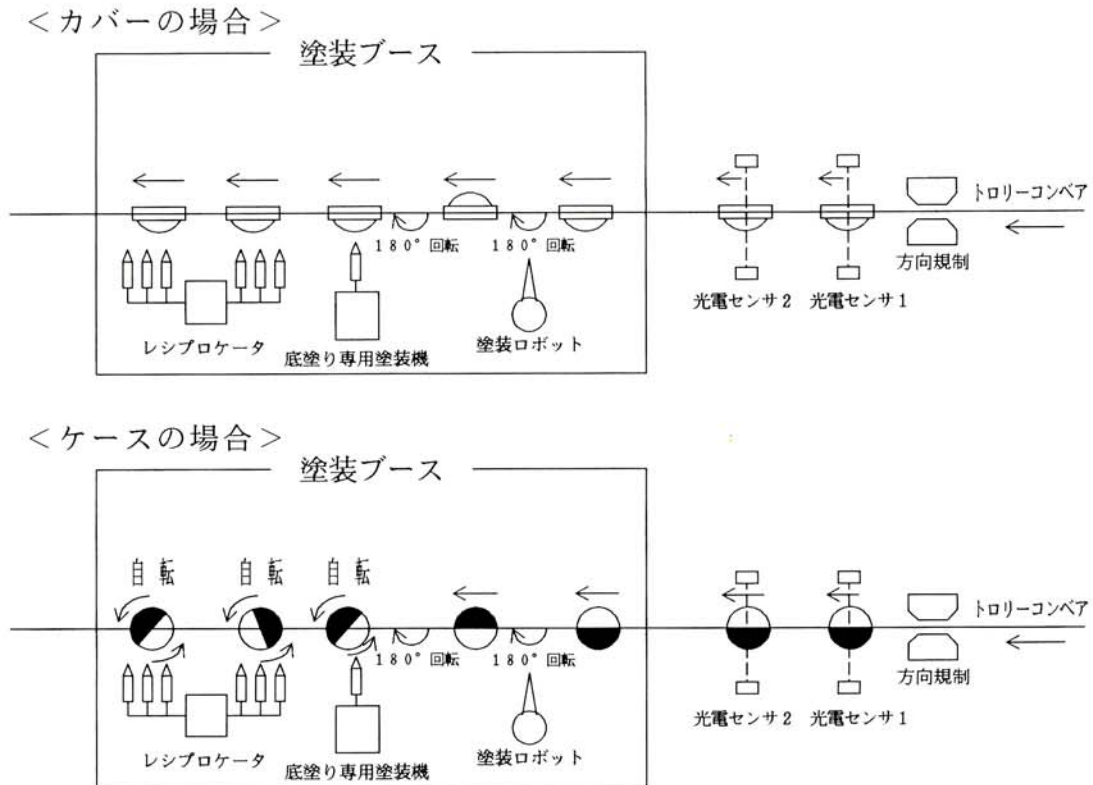 ＜カバーの場合＞
塗装ブース
トロリーコンベア
180°回転
180°回転
方向規制
光電センサ2
光電センサ1
レシプロケータ
底塗り専用塗装機
塗装ロボット
＜ケースの場合＞
塗装ブース
自転
自転
自転
トロリーコンベア
180°回転
180°回転
方向規制
光電センサ2
光電センサ1
レシプロケータ
底塗り専用塗装機
塗装ロボット